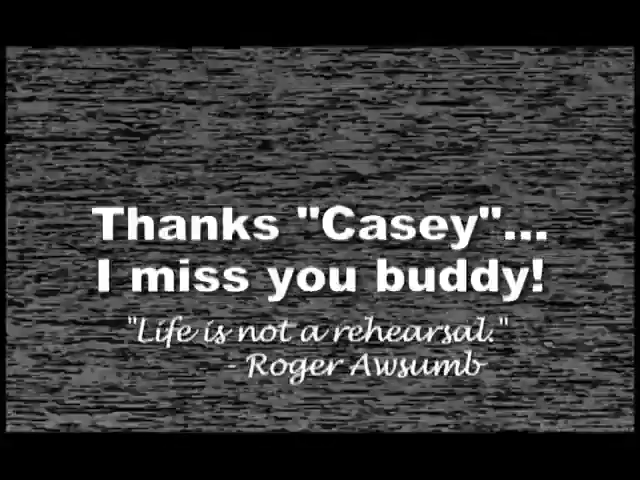 Thanks "Casey"...
I miss you buddy!
"Life is not a rehearsal."
- Roger Awsumb